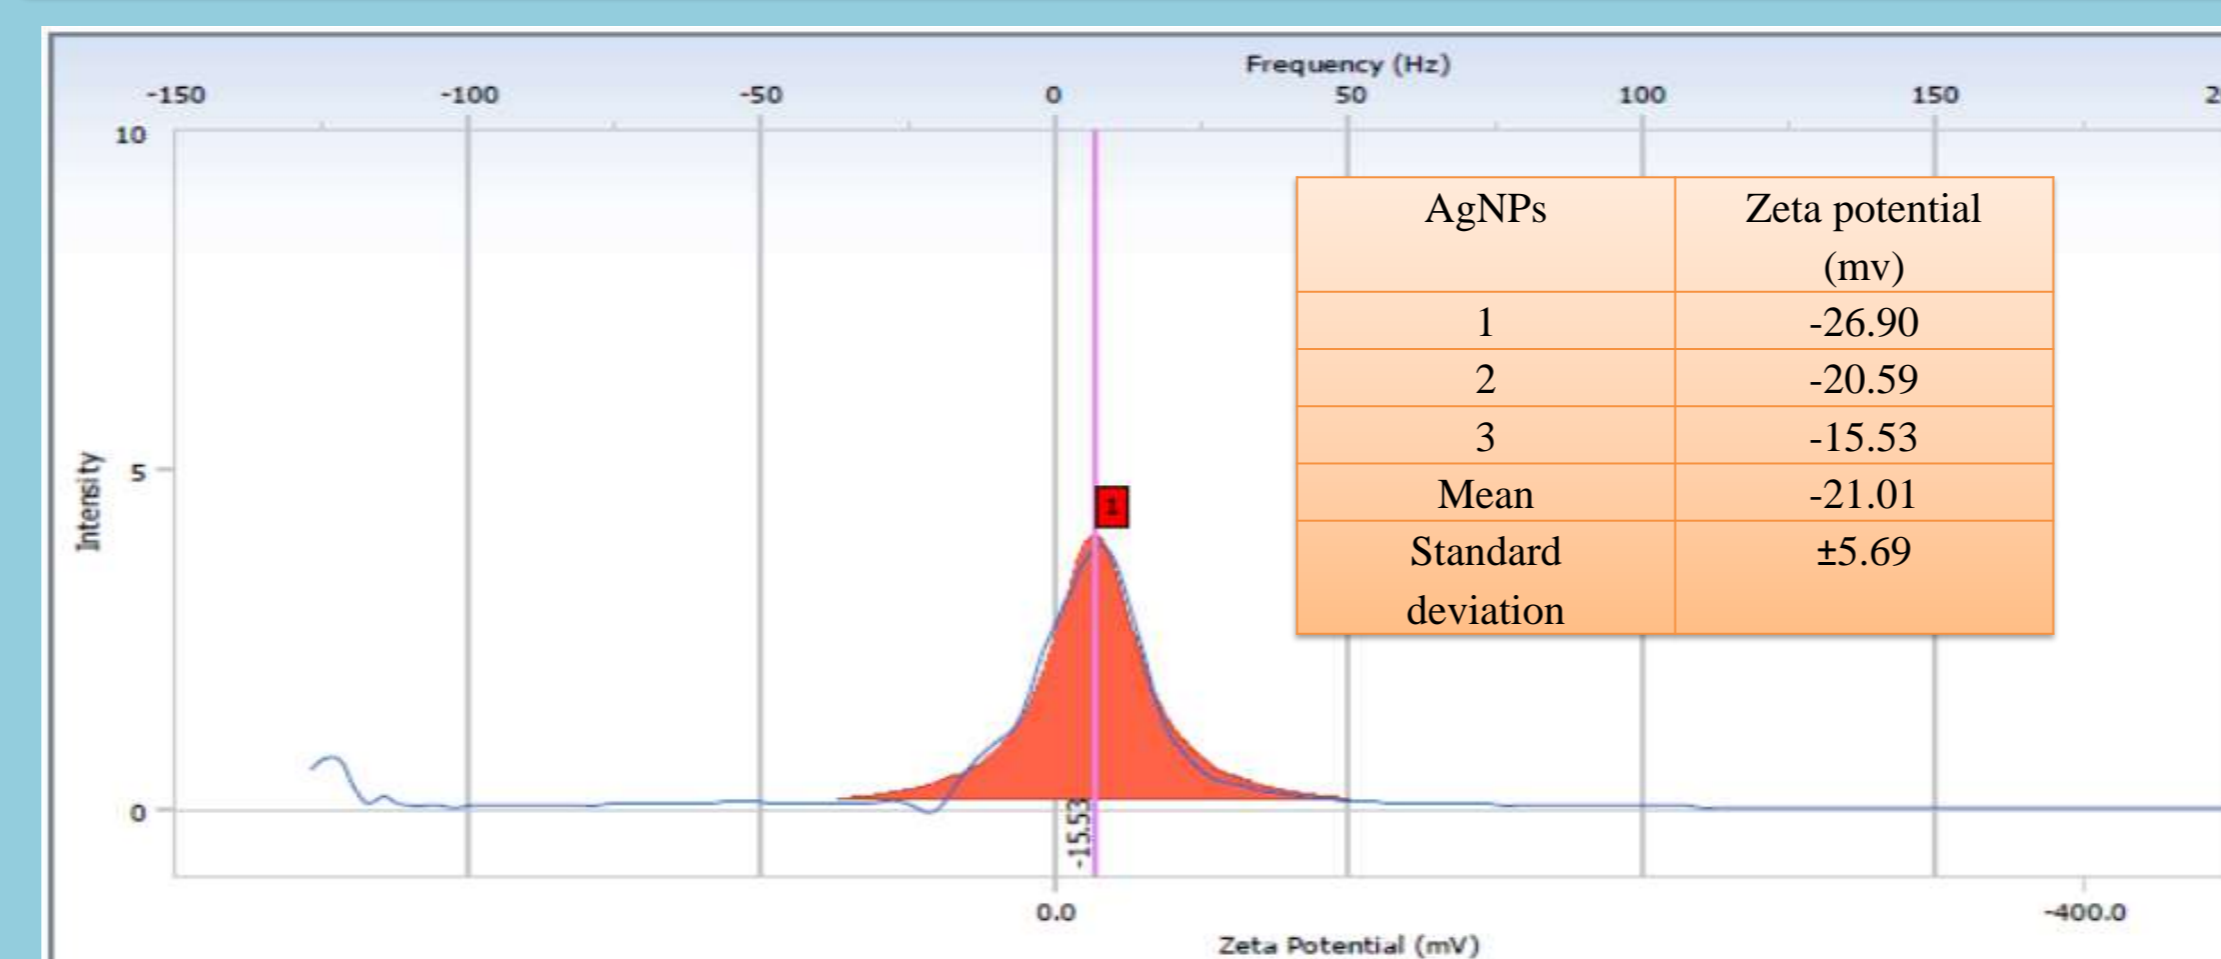 Frequency (Hz)
-150 -100 -50 0 50 100 150
10
5
0
Intensity
1
-15.53
0.0 -400.0
Zeta Potential (mV)
AgNPs Zeta potential
(mv)
1 -26.90
2 -20.59
3 -15.53
Mean -21.01
Standard ±5.69
deviation